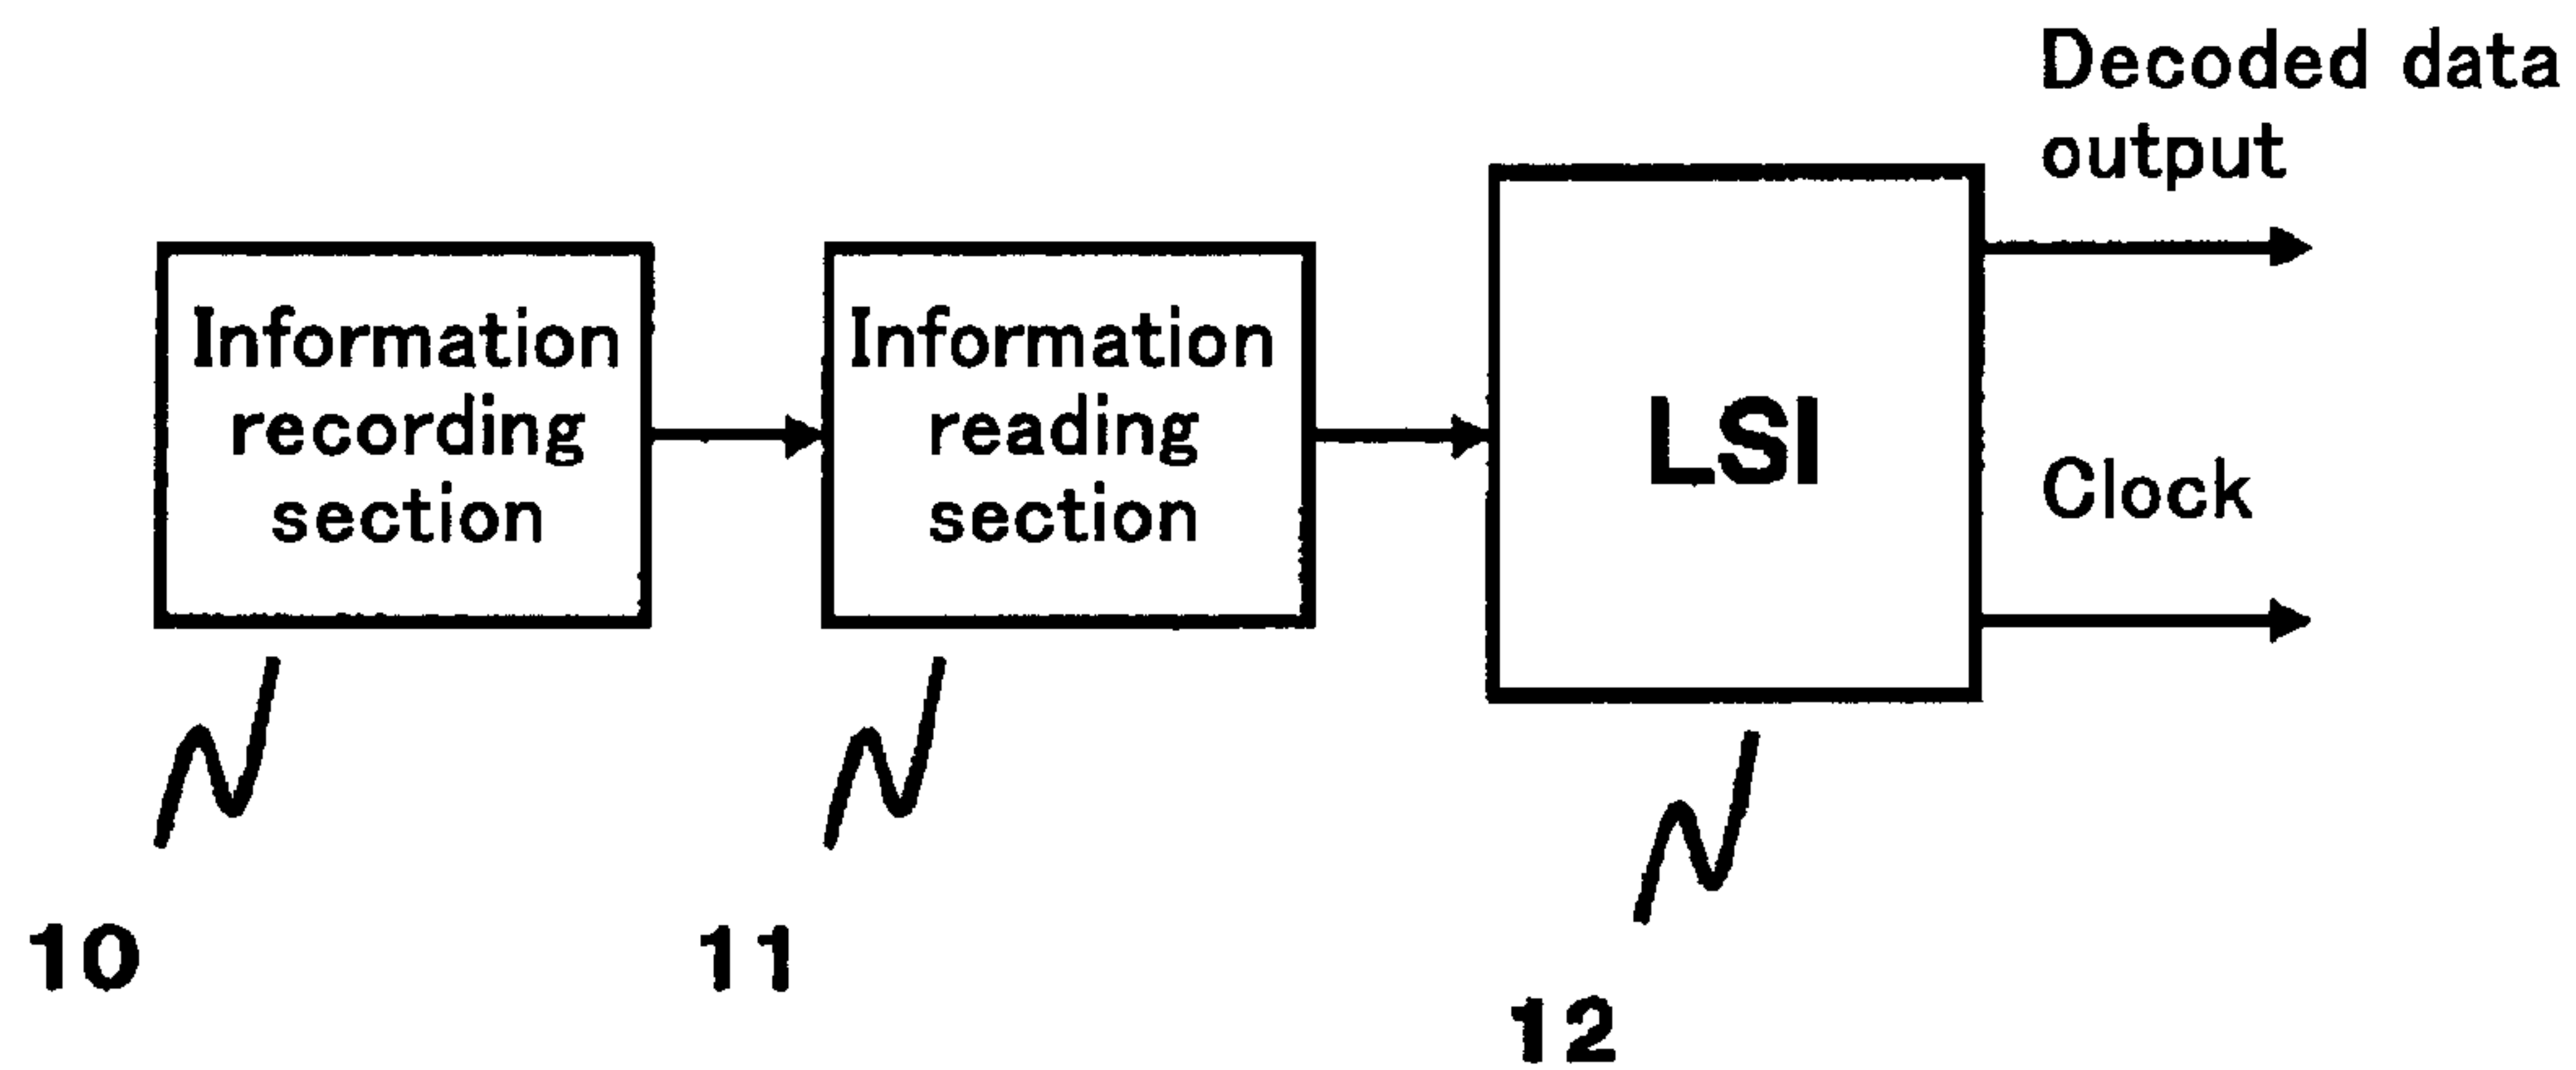 Decoded data
output
Information
recording
section
Information
reading
section
LSI
Clock
10
11
12